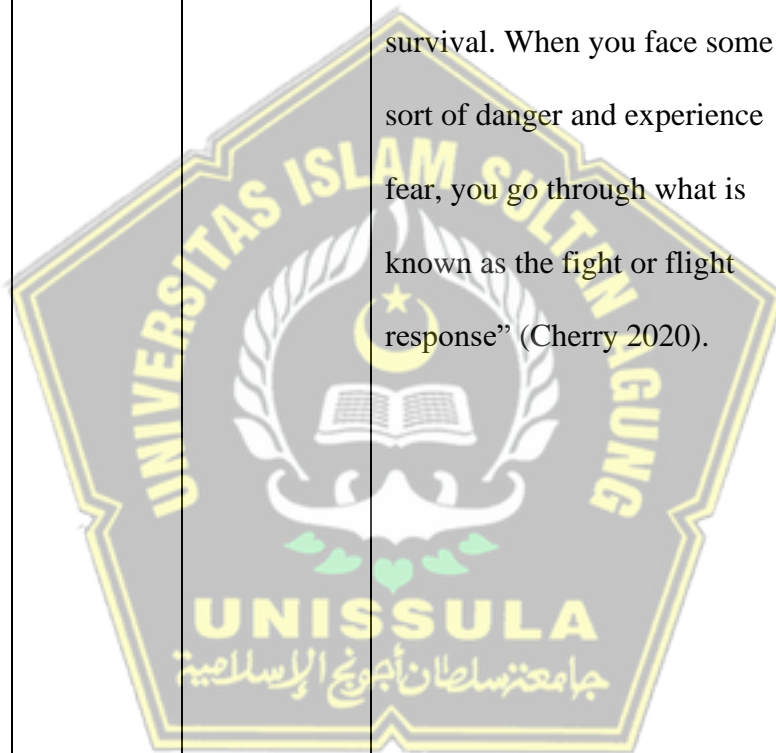 survival. When you face some
sort of danger and experience
fear, you go through what is
known as the fight or flight
response” (Cherry 2020).
UNIVERSITAS ISLAM SULTAN AGUNG
UNISSULA
جامعة سلطان أجونج الإسلامية